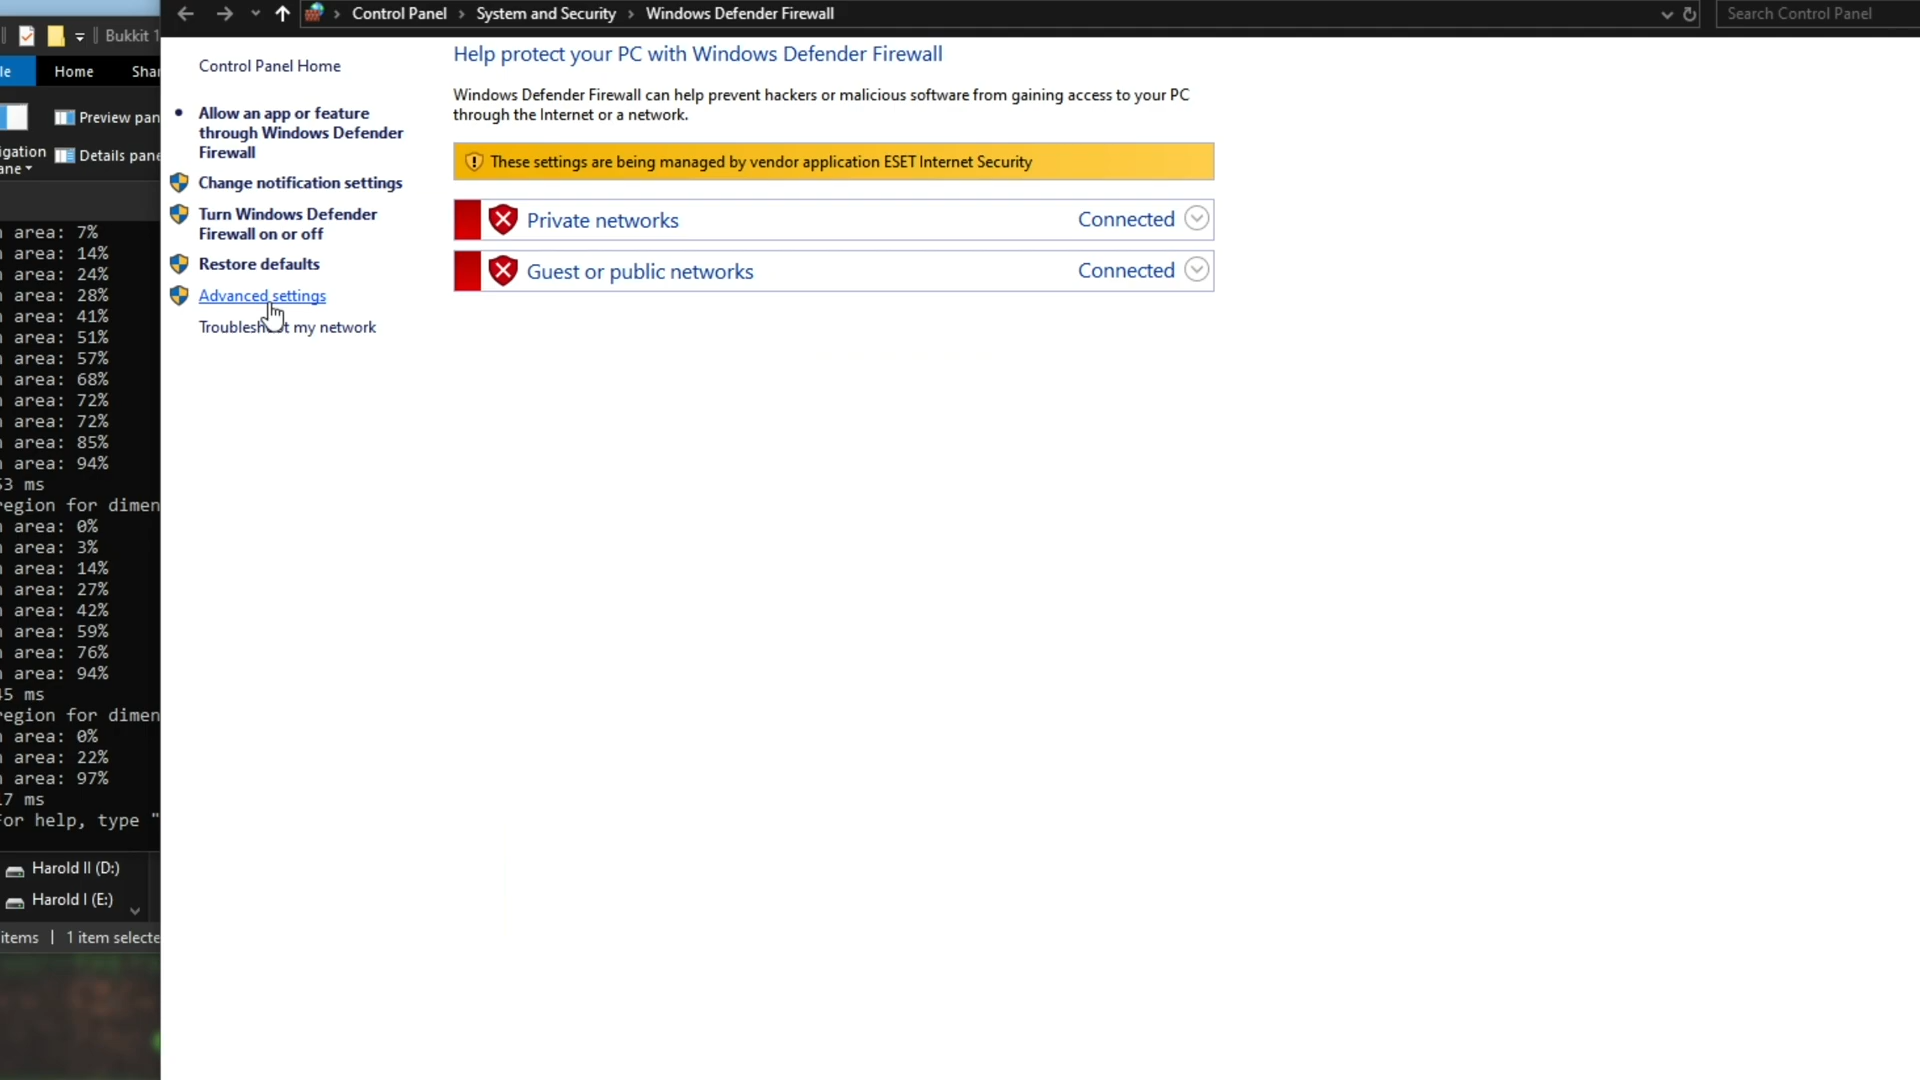 Control Panel › System and Security › Windows Defender Firewall
Search Control Panel
Bukkit 1
Home
Preview pan
Details pane
area: 7%
area: 14%
area: 24%
area: 28%
area: 41%
area: 51%
area: 57%
area: 68%
area: 72%
area: 72%
area: 85%
area: 94%
53 ms
region for dimen
area: 0%
area: 3%
area: 14%
area: 27%
area: 42%
area: 59%
area: 76%
area: 94%
45 ms
region for dimen
area: 0%
area: 22%
area: 97%
17 ms
For help, type "
Harold II (D:)
Harold I (E:)
items | 1 item selecte
Control Panel Home
Allow an app or feature
through Windows Defender
Firewall
Change notification settings
Turn Windows Defender
Firewall on or off
Restore defaults
Advanced settings
Troubleshoot my network
Help protect your PC with Windows Defender Firewall
Windows Defender Firewall can help prevent hackers or malicious software from gaining access to your PC
through the Internet or a network.
These settings are being managed by vendor application ESET Internet Security
Private networks Connected
Guest or public networks Connected